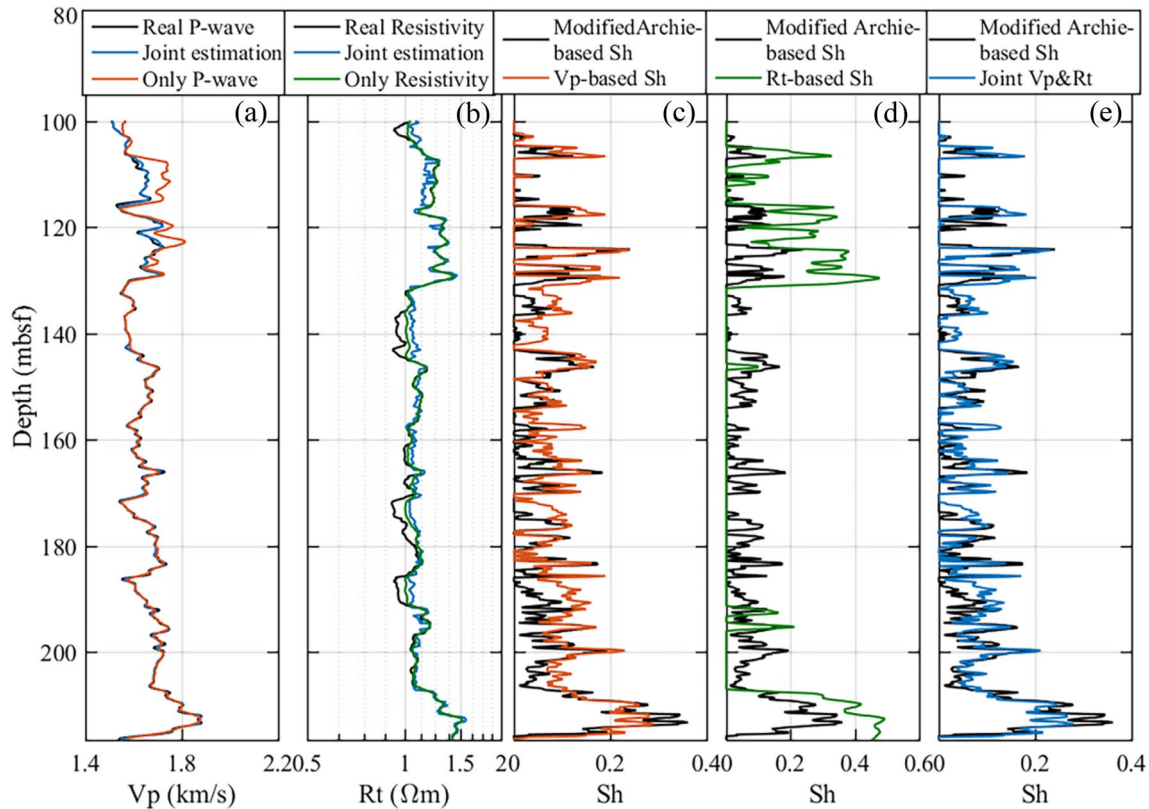 80
Real P-wave
Joint estimation
Only P-wave
Real Resistivity
Joint estimation
Only Resistivity
ModifiedArchie-
based Sh
Vp-based Sh
Modified Archie-
based Sh
Rt-based Sh
Modified Archie-
based Sh
Joint Vp&Rt
(a)
(b)
(c)
(d)
(e)
100
120
140
160
180
200
Depth (mbsf)
1.4 1.8 2.2
0.5 1 1.5 2
0 0.2 0.4
0 0.2 0.4 0.6
0 0.2 0.4
Vp (km/s)
Rt (Ωm)
Sh
Sh
Sh